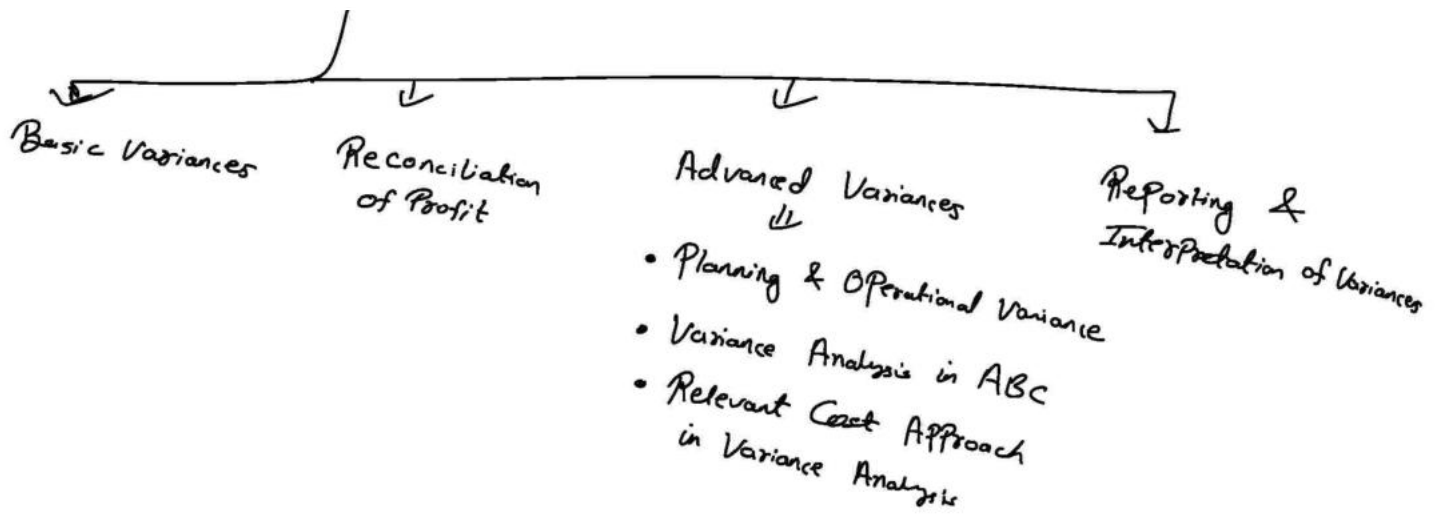 Basic Variances
Reconciliation
of Profit
Advanced Variances
• Planning & Operational Variance
• Variance Analysis in ABC
• Relevant Cost Approach
in Variance Analysis
Reporting &
Interpretation of Variances